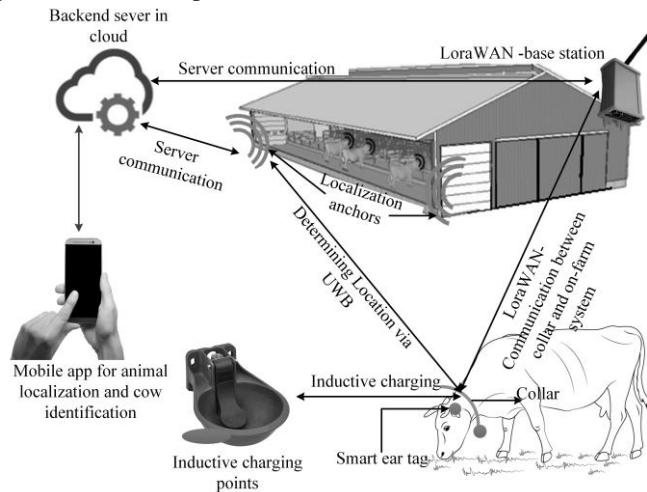 Backend sever in
cloud
LoraWAN -base station
Server communication
Server
communication
Localization
anchors
Determining Location via
UWB
LoraWAN-
Communication between
collar and on-farm
system
Mobile app for animal
localization and cow
identification
Inductive charging
Collar
Smart ear tag
Inductive charging
points